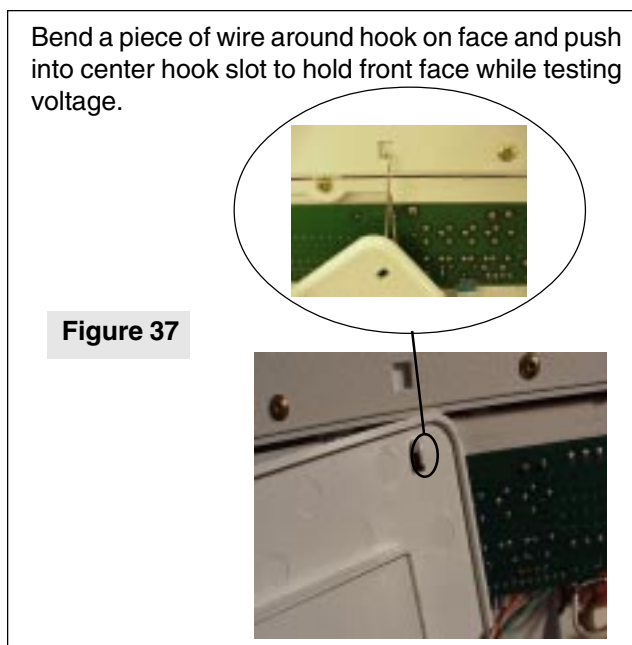 Bend a piece of wire around hook on face and push
into center hook slot to hold front face while testing
voltage.
Figure 37